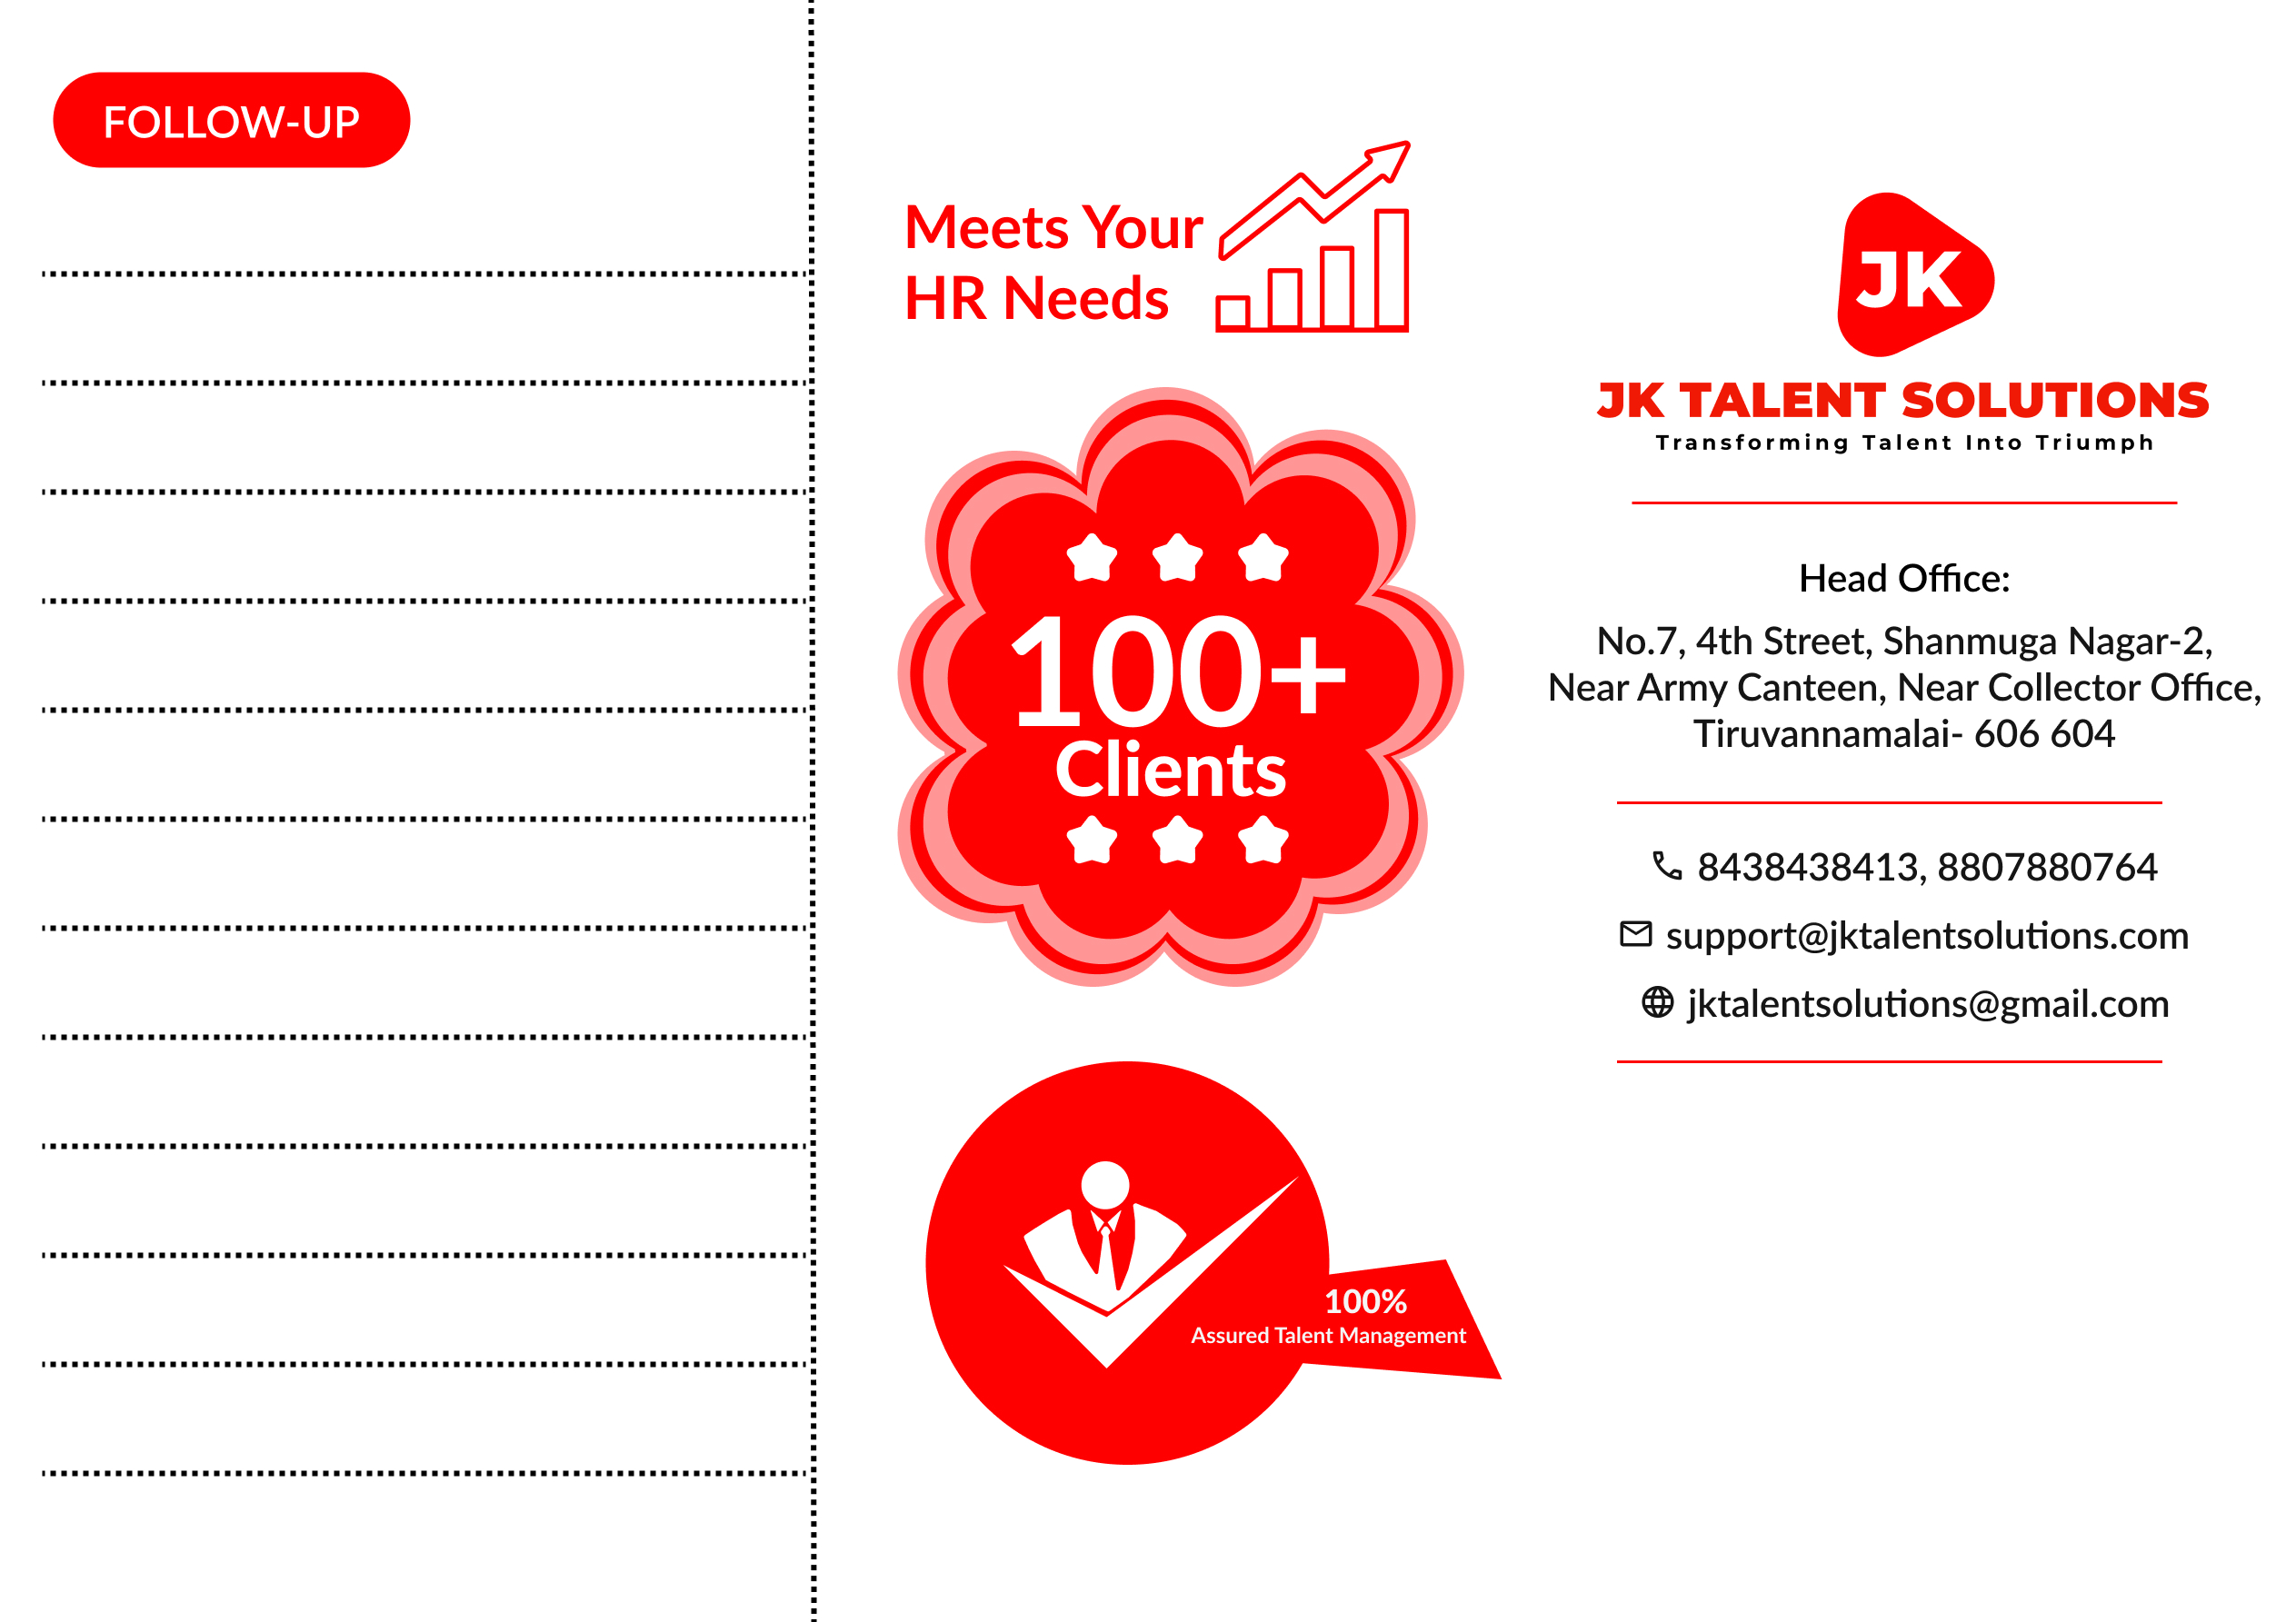 FOLLOW-UP
Meets Your
HR Needs
100+
Clients
100%
Assured Talent Management
JK
JK TALENT SOLUTIONS
Transforming Talent Into Triumph
Head Office:
No.7, 4th Street, Shanmuga Nagar-2,
Near Army Canteen, Near Collector Office,
Tiruvannamalai- 606 604
8438438413, 8807880764
support@jktalentsolutions.com
jktalentsolutions@gmail.com